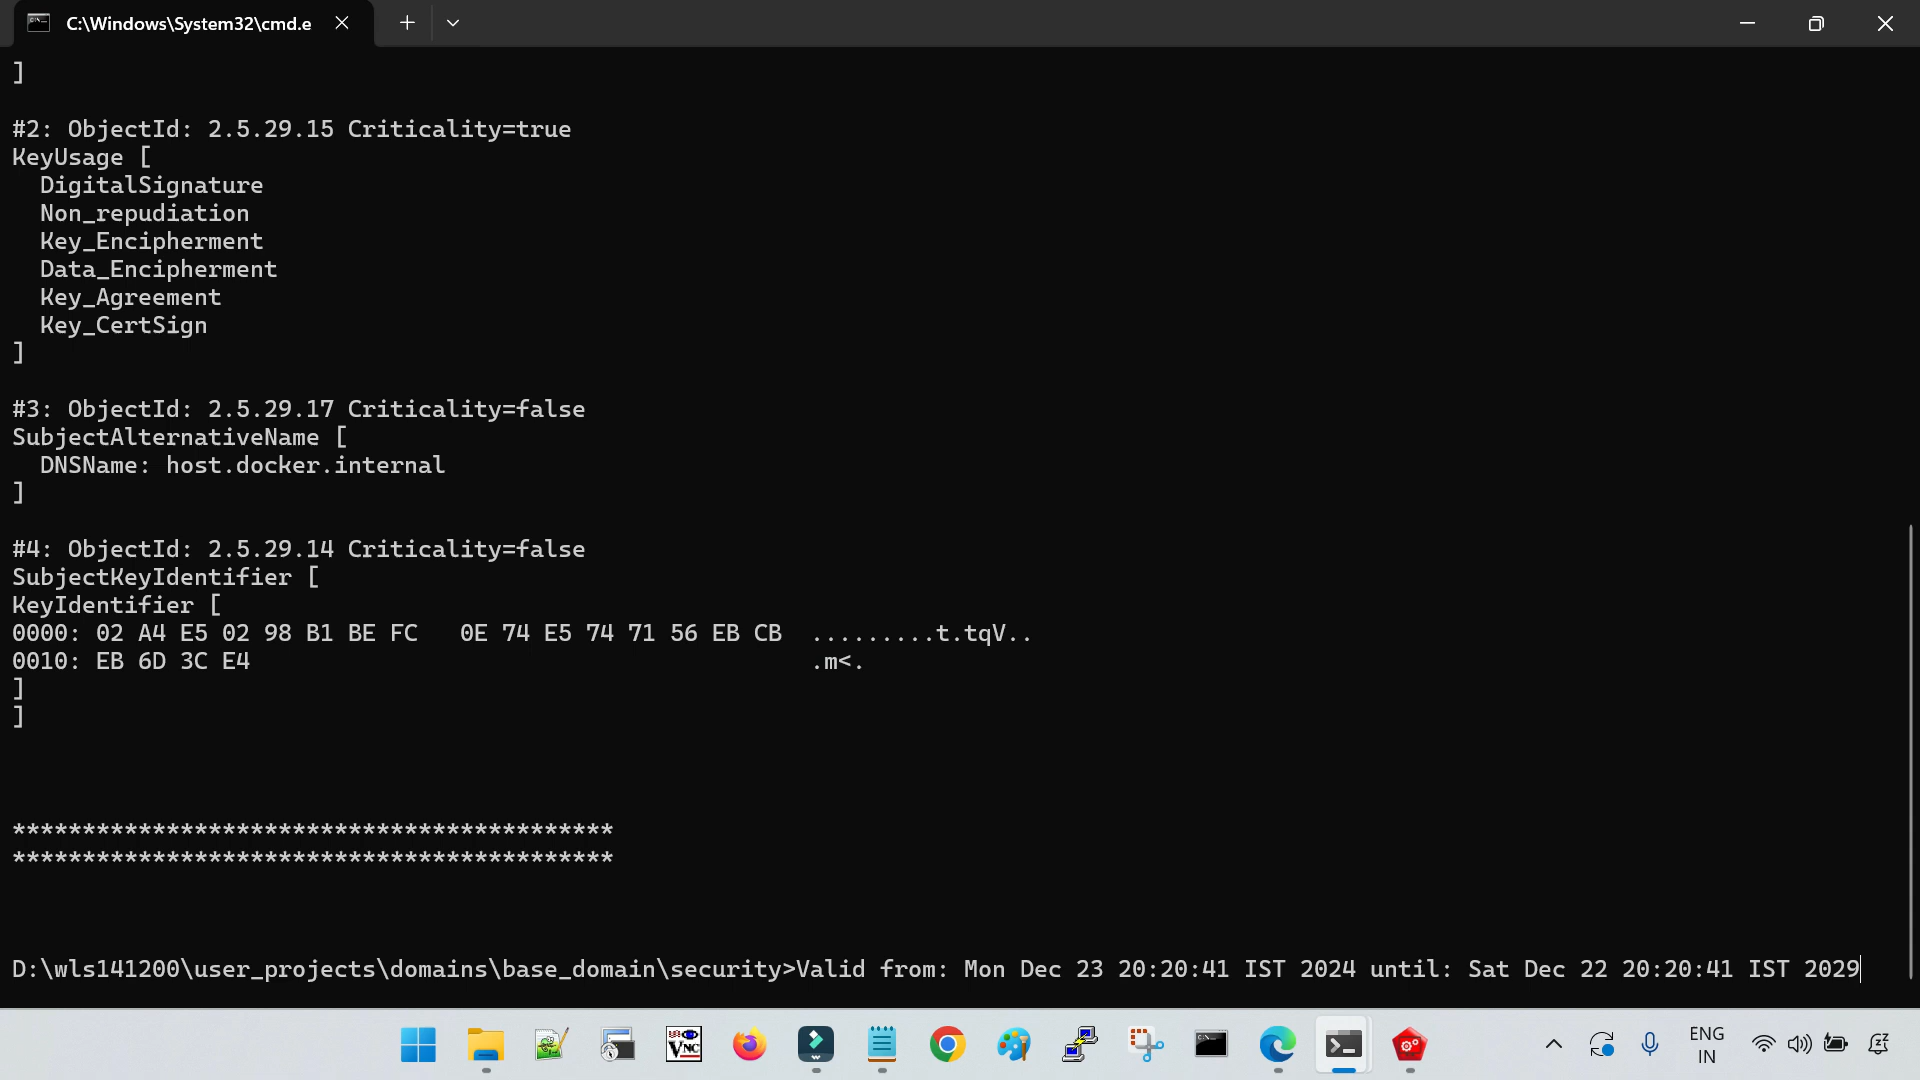 C:\Windows\System32\cmd.e
]
#2: ObjectId: 2.5.29.15 Criticality=true
KeyUsage [
  DigitalSignature
  Non_repudiation
  Key_Encipherment
  Data_Encipherment
  Key_Agreement
  Key_CertSign
]
#3: ObjectId: 2.5.29.17 Criticality=false
SubjectAlternativeName [
  DNSName: host.docker.internal
]
#4: ObjectId: 2.5.29.14 Criticality=false
SubjectKeyIdentifier [
KeyIdentifier [
0000: 02 A4 E5 02 98 B1 BE FC   0E 74 E5 74 71 56 EB CB  .........t.tqV..
0010: EB 6D 3C E4                                        .m<.
]
]
*******************************************
*******************************************
D:\wls141200\user_projects\domains\base_domain\security>Valid from: Mon Dec 23 20:20:41 IST 2024 until: Sat Dec 22 20:20:41 IST 2029
VNC
ENG
IN